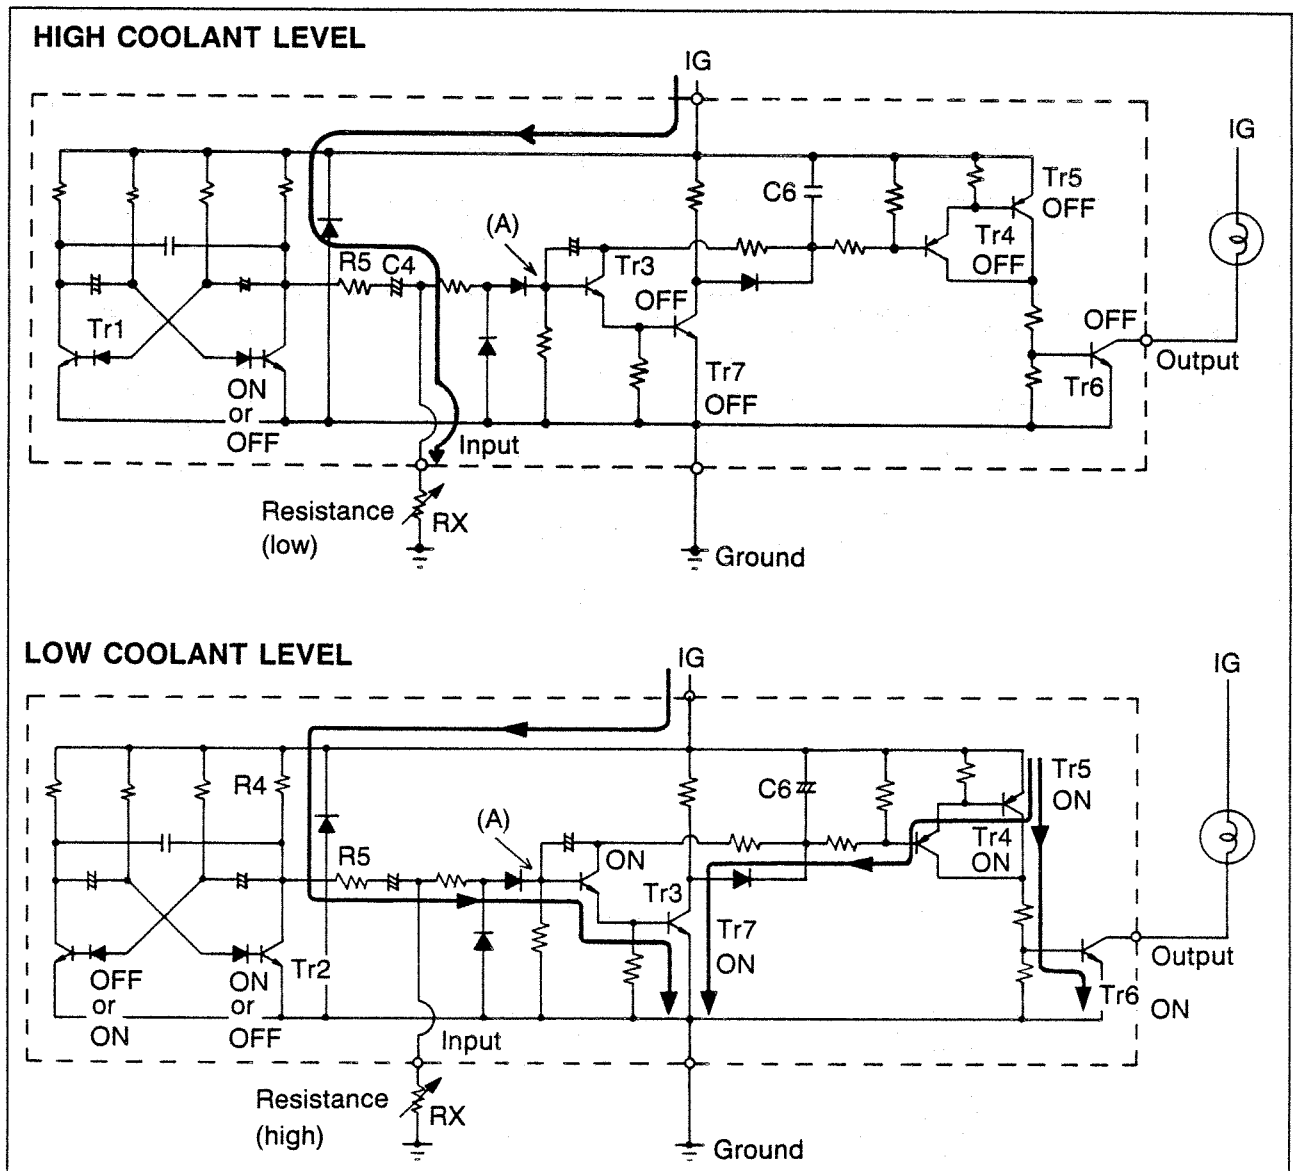 HIGH COOLANT LEVEL
IG
IG
C6
Tr5
OFF
(A)
R5
C4
Tr3
OFF
Tr4
OFF
Tr1
OFF
Output
Tr6
ON
or
OFF
Tr7
OFF
Input
Resistance
(low)
RX
Ground
LOW COOLANT LEVEL
IG
IG
R4
C6
Tr5
ON
(A)
R5
ON
Tr4
ON
Tr3
Tr7
ON
Output
Tr2
OFF
or
ON
ON
or
OFF
Tr6
ON
Input
Resistance
(high)
RX
Ground